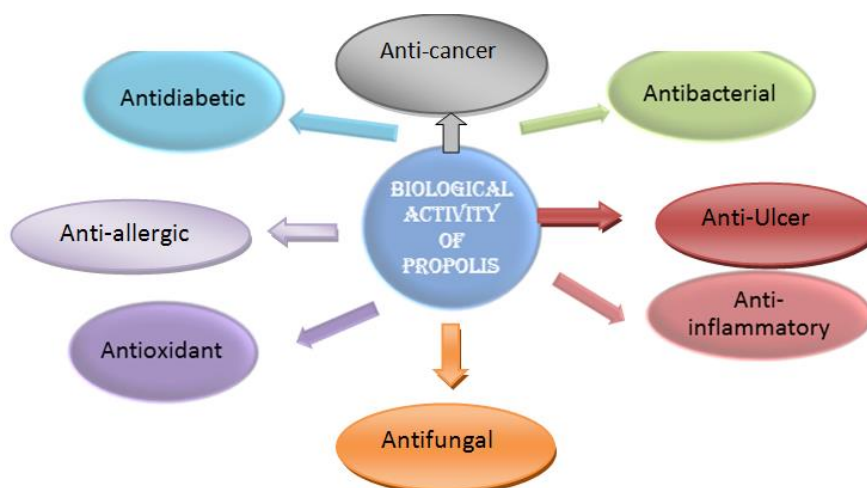 Anti-cancer
Antidiabetic
Antibacterial
BIOLOGICAL
ACTIVITY
OF
PROPOLIS
Anti-allergic
Anti-Ulcer
Anti-
inflammatory
Antioxidant
Antifungal